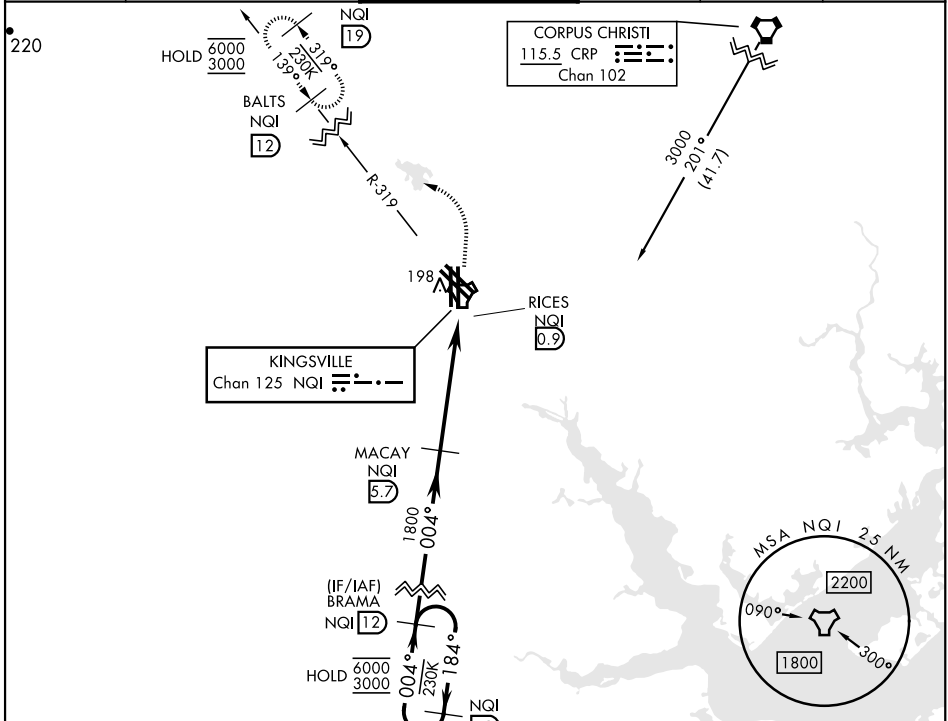 220
NQI
19
HOLD 6000
3000
319°
230K
139°
BALTS
NQI
12
R-319
CORPUS CHRISTI
115.5 CRP
Chan 102
3000
201°
(41.7)
198
RICES
NQI
0.9
KINGSVILLE
Chan 125 NQI
MACAY
NQI
5.7
1800
004°
(IF/IAF)
BRAMA
NQI 12
HOLD 6000
3000
004°
230K
184°
NQI
MSA NQI 25 NM
2200
090°
300°
1800